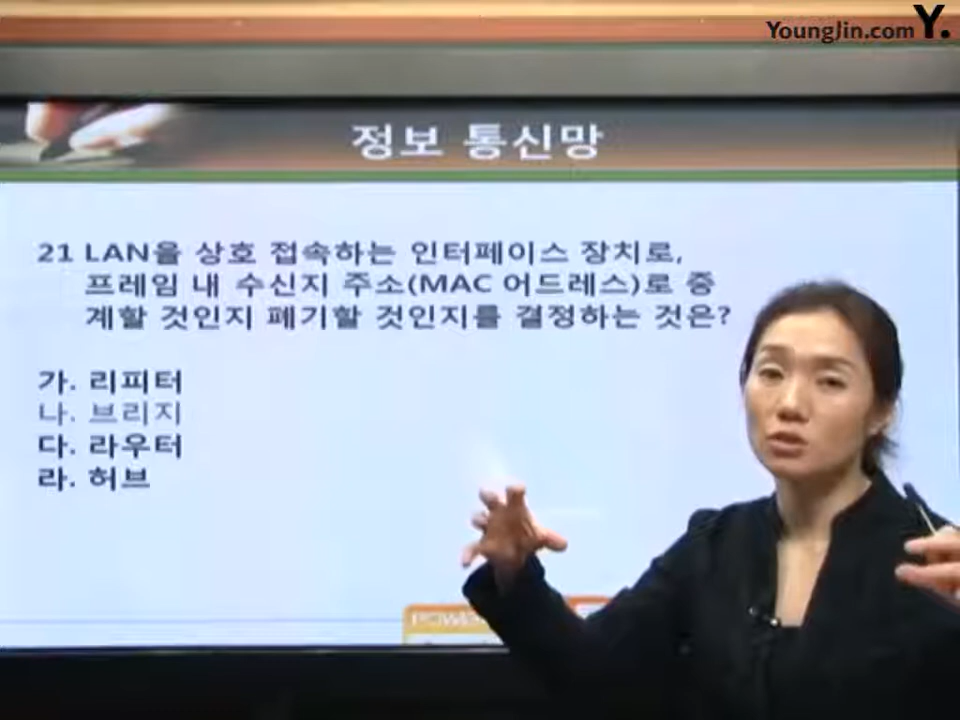 YoungJin.com Y.
정보 통신망
21 LAN을 상호 접속하는 인터페이스 장치로,
프레임 내 수신지 주소(MAC 어드레스)로 중
계할 것인지 폐기할 것인지를 결정하는 것은?
가. 리피터
나. 브리지
다. 라우터
라. 허브